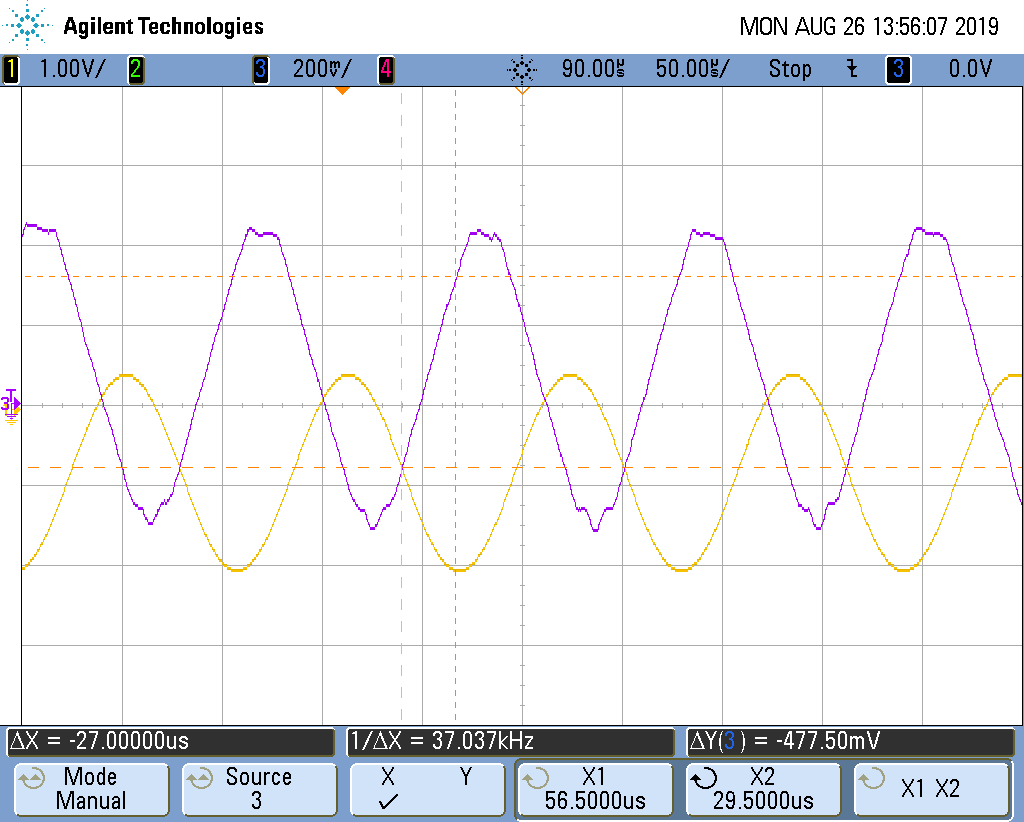 Agilent Technologies MON AUG 26 13:56:07 2019
1 1.00V/ 2 3 200mV/ 4 90.00µs 50.00µs/ Stop 3 0.0V
T
3
ΔX = -27.00000us 1/ΔX = 37.037kHz ΔY(3) = -477.50mV
Mode Source X Y X1 X2 X1 X2
Manual 3 ✓ 56.5000us 29.5000us